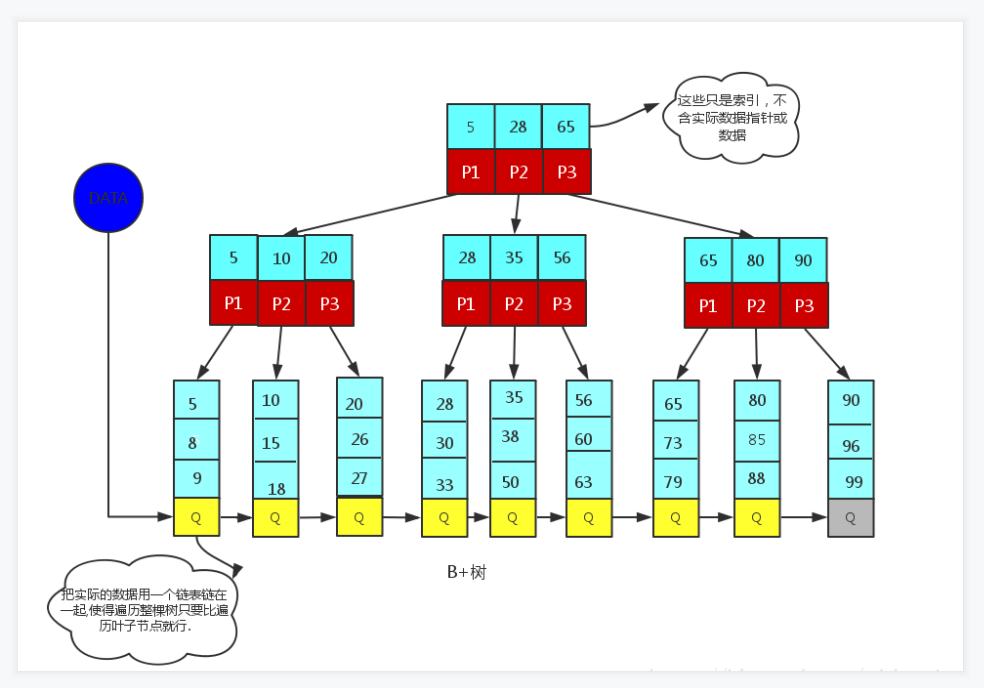 这些只是索引，不
含实际数据指针或
数据
5 28 65
P1 P2 P3
DATA
5 10 20
P1 P2 P3
28 35 56
P1 P2 P3
65 80 90
P1 P2 P3
5
8
9
Q
10
15
18
Q
20
26
27
Q
28
30
33
Q
35
38
50
Q
56
60
63
Q
65
73
79
Q
80
85
88
Q
90
96
99
Q
B+树
把实际的数据用一个链表链在
一起,使得遍历整棵树只要比遍
历叶子节点就行.